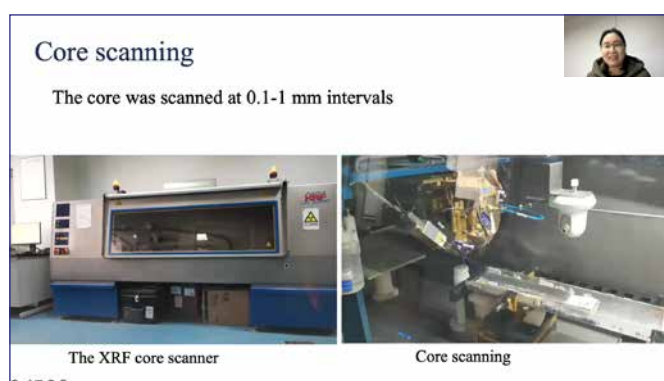 Core scanning
The core was scanned at 0.1-1 mm intervals
The XRF core scanner
Core scanning